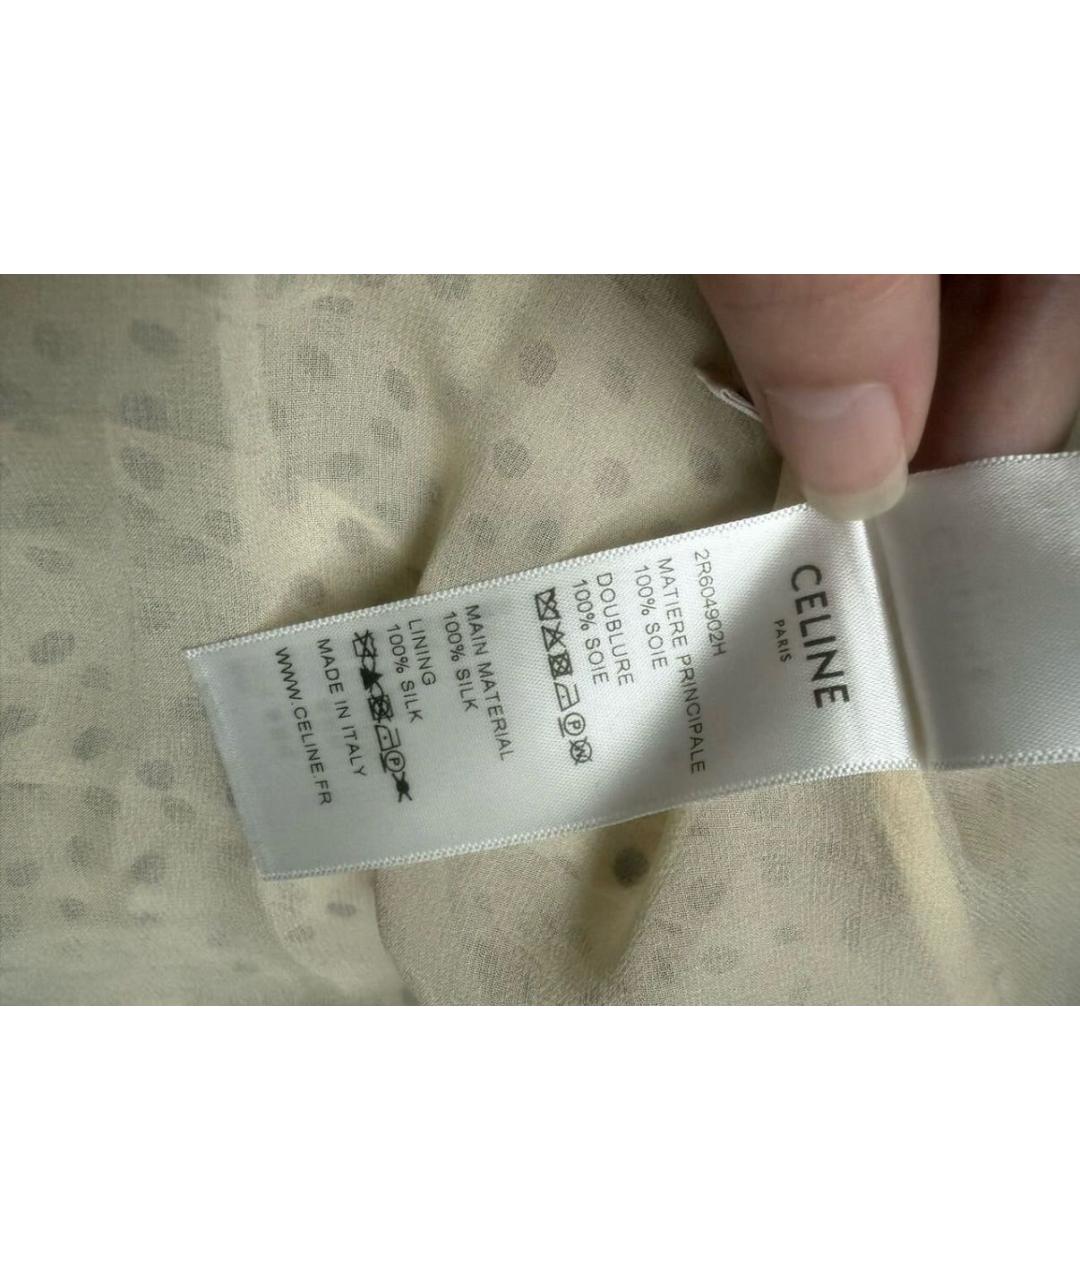 CELINE
PARIS
2R604902H
MATIERE PRINCIPALE
100% SOIE
DOUBLURE
100% SOIE
MAIN MATERIAL
100% SILK
LINING
100% SILK
MADE IN ITALY
WWW.CELINE.FR